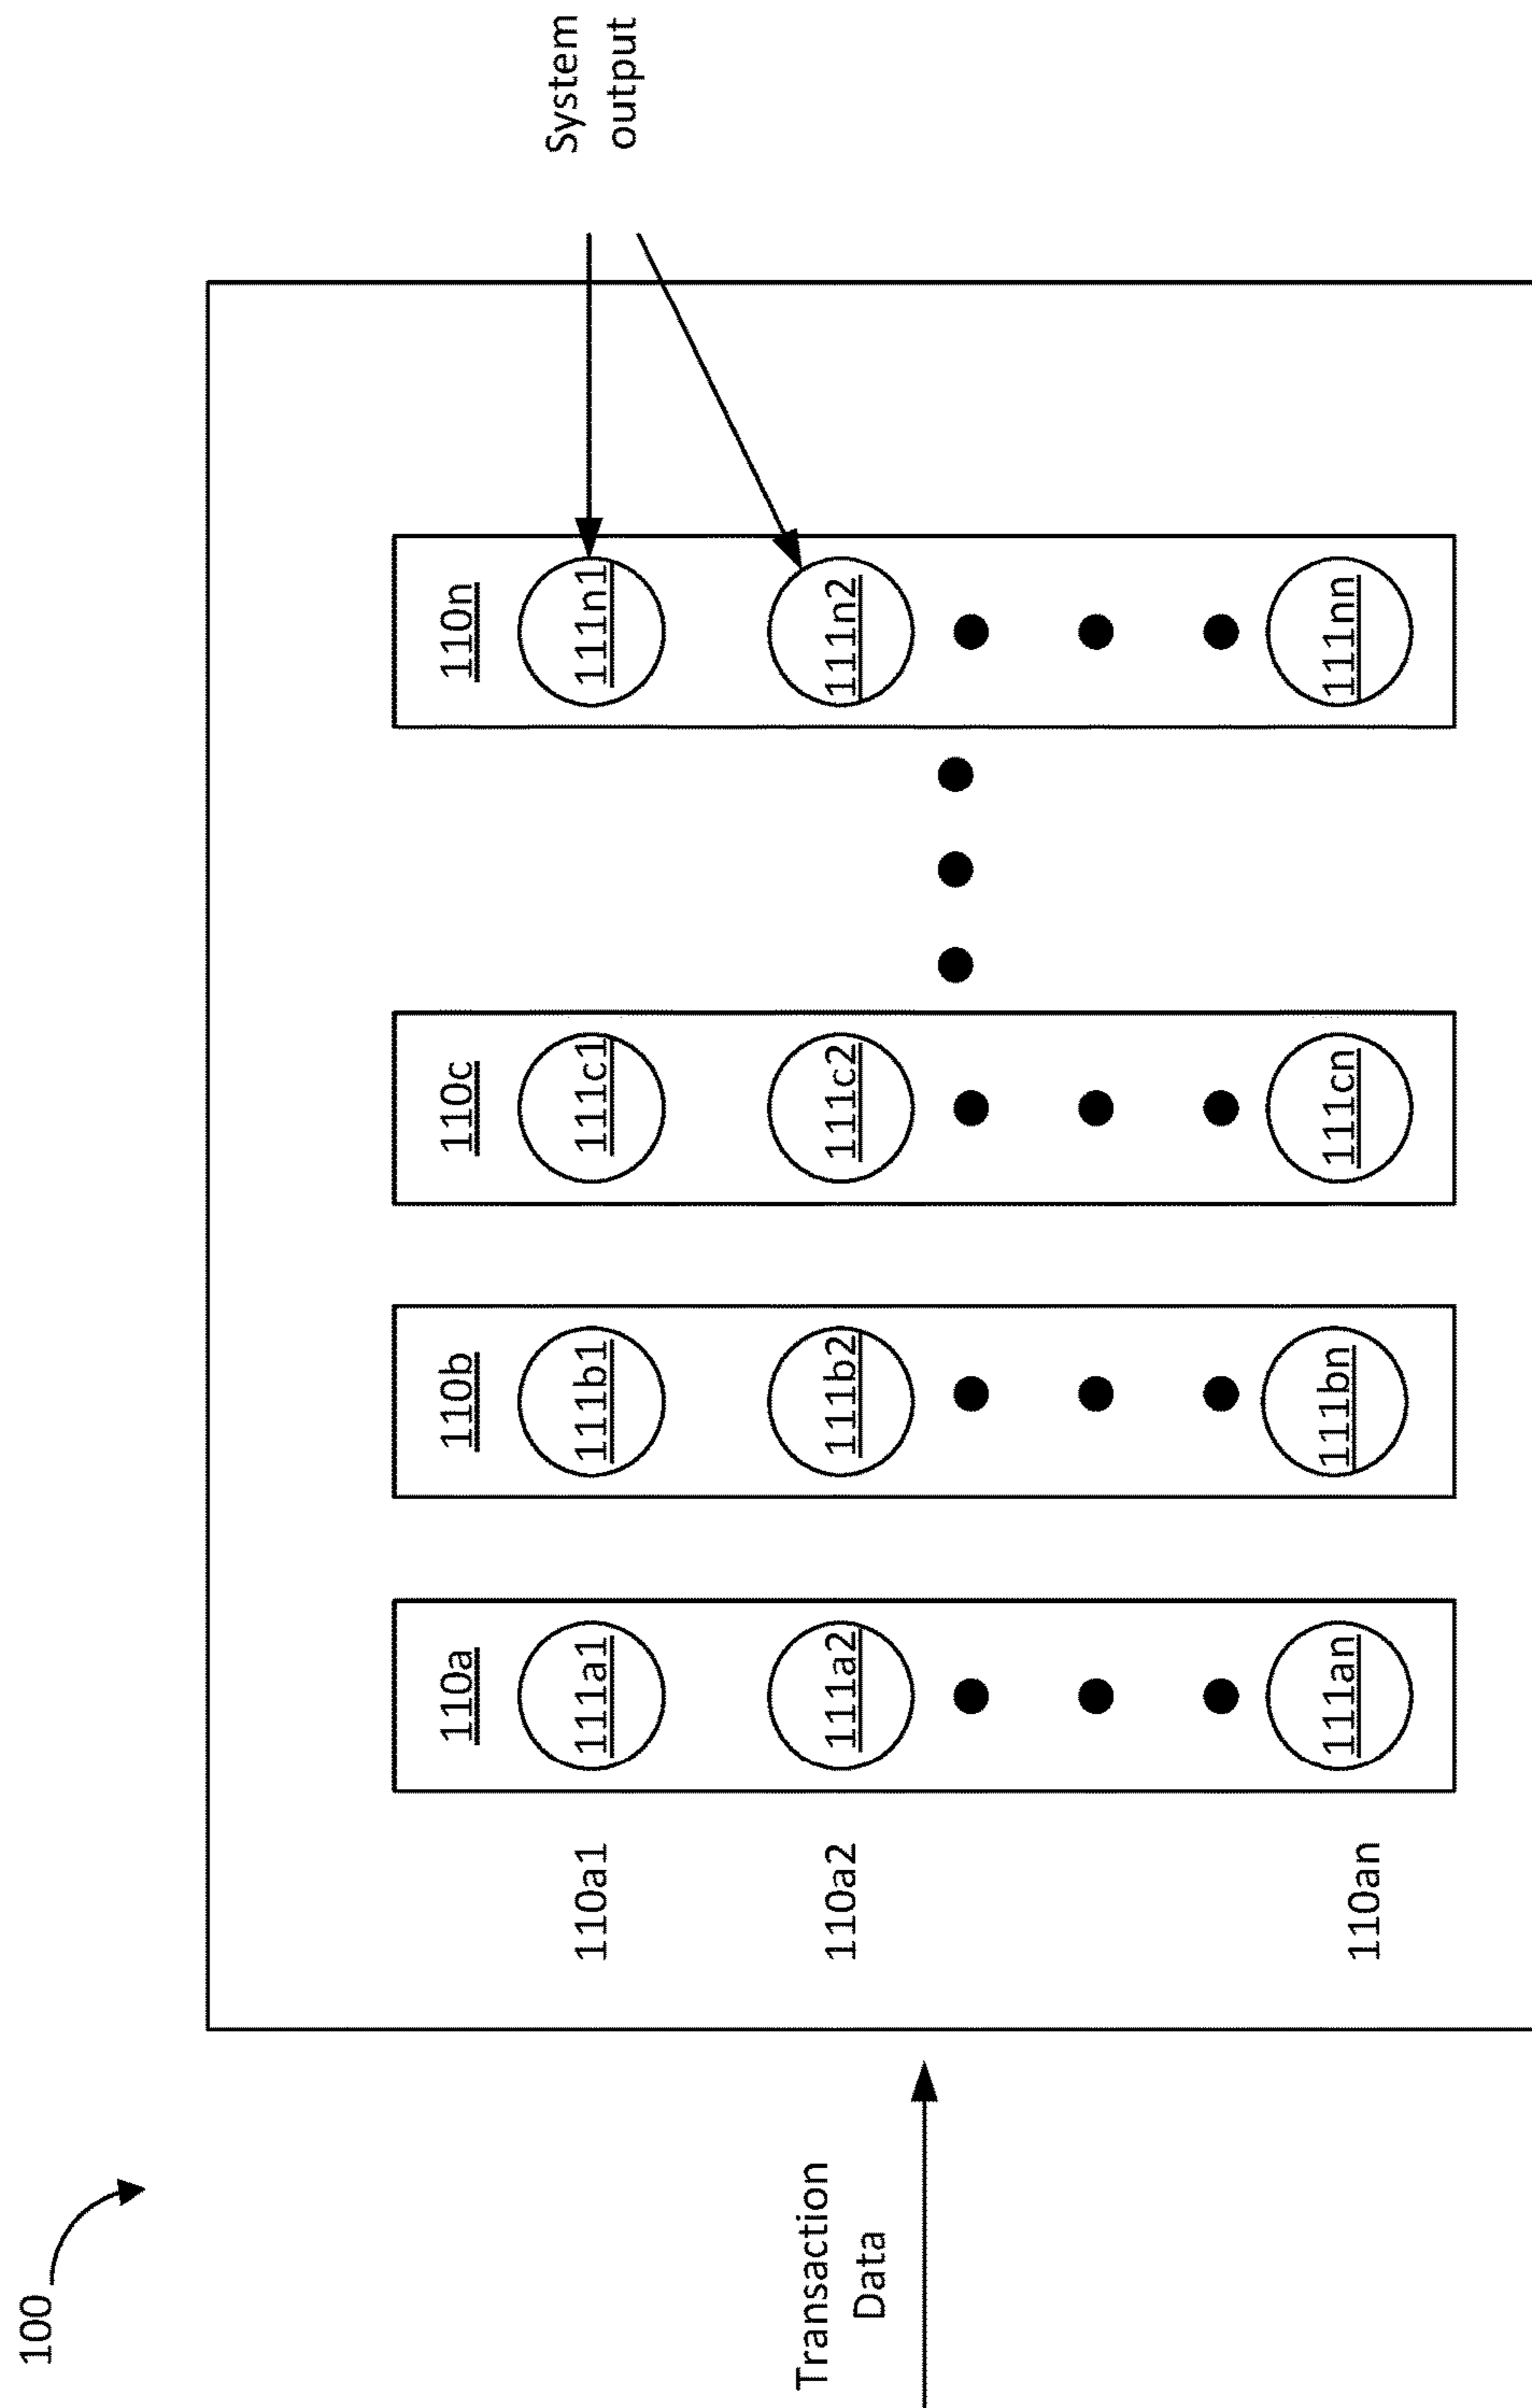 100
Transaction
Data
System
output
110a
110b
110c
110n
110a1
111a1
111b1
111c1
111n1
110a2
111a2
111b2
111c2
111n2
110an
111an
111bn
111cn
111nn